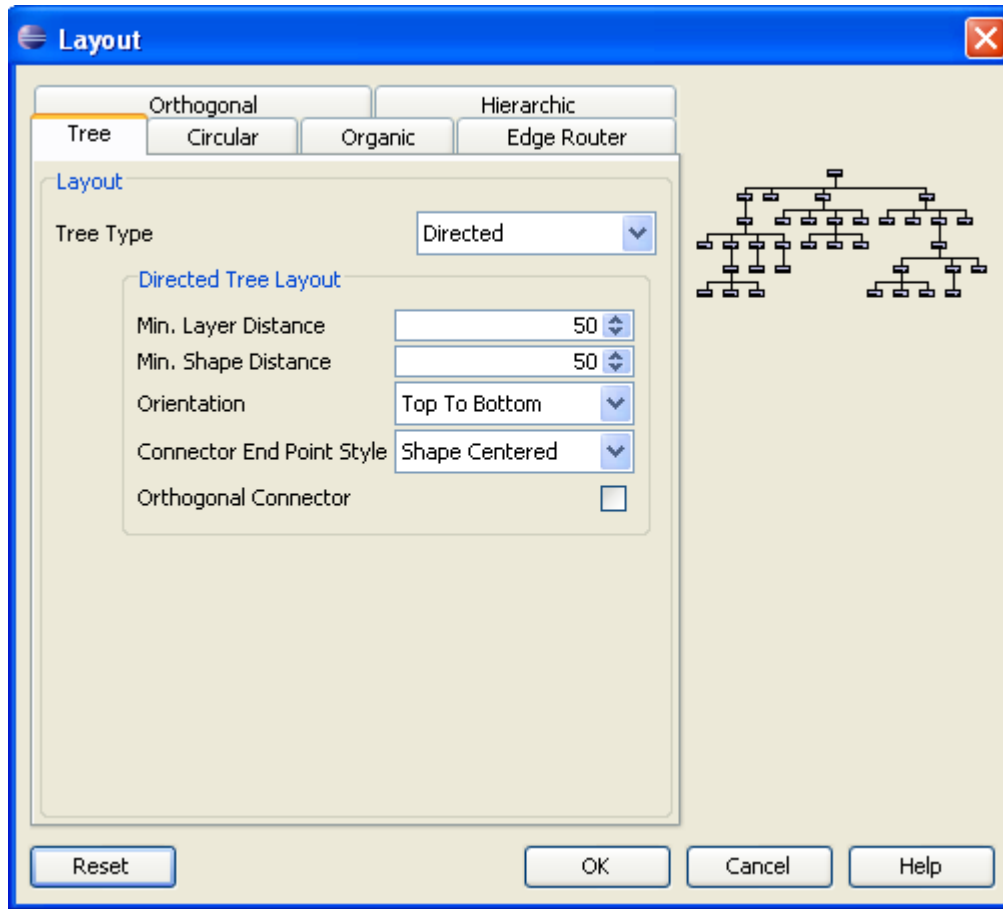 Layout
Orthogonal Hierarchic
Tree Circular Organic Edge Router
Layout
Tree Type Directed
Directed Tree Layout
Min. Layer Distance 50
Min. Shape Distance 50
Orientation Top To Bottom
Connector End Point Style Shape Centered
Orthogonal Connector
Reset OK Cancel Help